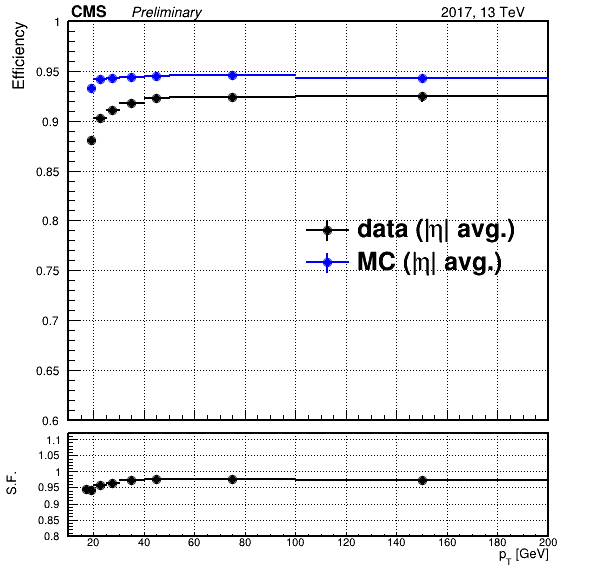 CMS Preliminary 2017, 13 TeV
Efficiency
1
0.95
0.9
0.85
0.8
0.75
0.7
0.65
0.6
data (|η| avg.)
MC (|η| avg.)
S.F.
1.1
1.05
1
0.95
0.9
0.85
0.8
20 40 60 80 100 120 140 160 180 200
p_T [GeV]